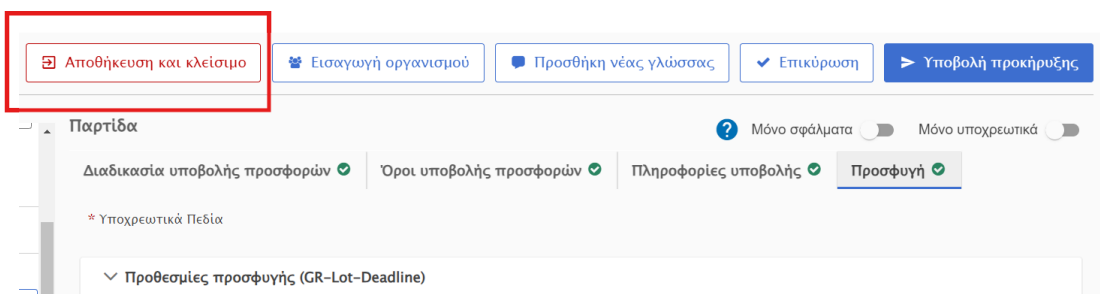 Αποθήκευση και κλείσιμο Εισαγωγή οργανισμού Προσθήκη νέας γλώσσας Επικύρωση Υποβολή προκήρυξης
Παρτίδα ? Μόνο σφάλματα Μόνο υποχρεωτικά
Διαδικασία υποβολής προσφορών Όροι υποβολής προσφορών Πληροφορίες υποβολής Προσφυγή
* Υποχρεωτικά Πεδία
Προθεσμίες προσφυγής (GR-Lot-Deadline)